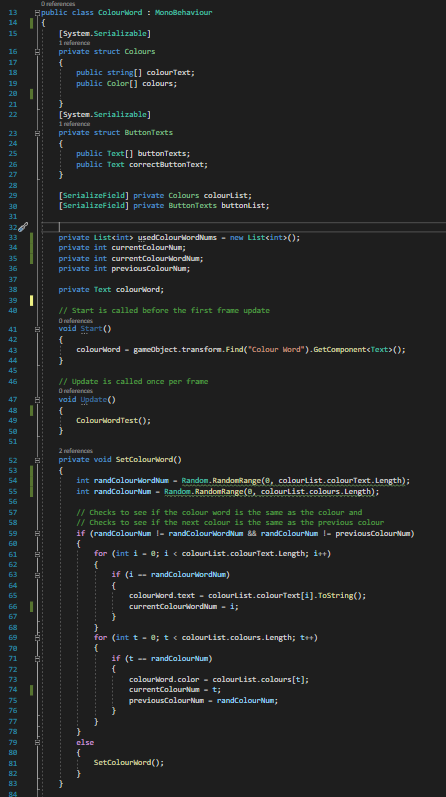 0 references
13 public class ColourWord : MonoBehaviour
14 {
15 [System.Serializable]
1 reference
16 private struct Colours
17 {
18 public string[] colourText;
19 public Color[] colours;
20
21 }
22 [System.Serializable]
1 reference
23 private struct ButtonTexts
24 {
25 public Text[] buttonTexts;
26 public Text correctButtonText;
27 }
28
29 [SerializeField] private Colours colourList;
30 [SerializeField] private ButtonTexts buttonList;
31
32
33 private List<int> usedColourWordNums = new List<int>();
34 private int currentColourNum;
35 private int currentColourWordNum;
36 private int previousColourNum;
37
38 private Text colourWord;
39
40 // Start is called before the first frame update
0 references
41 void Start()
42 {
43 colourWord = gameObject.transform.Find("Colour Word").GetComponent<Text>();
44 }
45
46 // Update is called once per frame
0 references
47 void Update()
48 {
49 ColourWordTest();
50 }
51
2 references
52 private void SetColourWord()
53 {
54 int randColourWordNum = Random.RandomRange(0, colourList.colourText.Length);
55 int randColourNum = Random.RandomRange(0, colourList.colours.Length);
56
57 // Checks to see if the colour word is the same as the colour and
58 // Checks to see if the next colour is the same as the previous colour
59 if (randColourNum != randColourWordNum && randColourNum != previousColourNum)
60 {
61 for (int i = 0; i < colourList.colourText.Length; i++)
62 {
63 if (i == randColourWordNum)
64 {
65 colourWord.text = colourList.colourText[i].ToString();
66 currentColourWordNum = i;
67 }
68 }
69 for (int t = 0; t < colourList.colours.Length; t++)
70 {
71 if (t == randColourNum)
72 {
73 colourWord.color = colourList.colours[t];
74 currentColourNum = t;
75 previousColourNum = randColourNum;
76 }
77 }
78 }
79 else
80 {
81 SetColourWord();
82 }
83 }
84